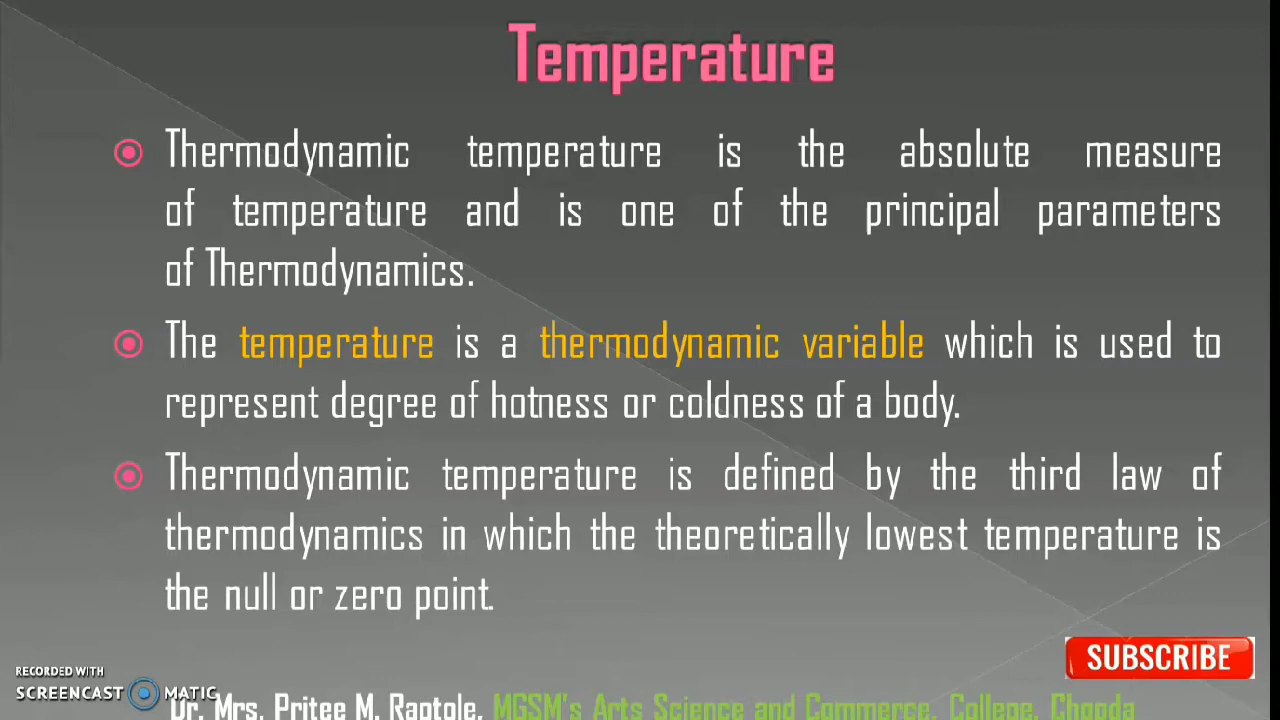 Temperature
Thermodynamic temperature is the absolute measure
of temperature and is one of the principal parameters
of Thermodynamics.
The temperature is a thermodynamic variable which is used to
represent degree of hotness or coldness of a body.
Thermodynamic temperature is defined by the third law of
thermodynamics in which the theoretically lowest temperature is
the null or zero point.
SUBSCRIBE
RECORDED WITH
SCREENCAST MATIC
Dr. Mrs. Pritee M. Raotole, MGSM's Arts Science and Commerce, College, Chopda